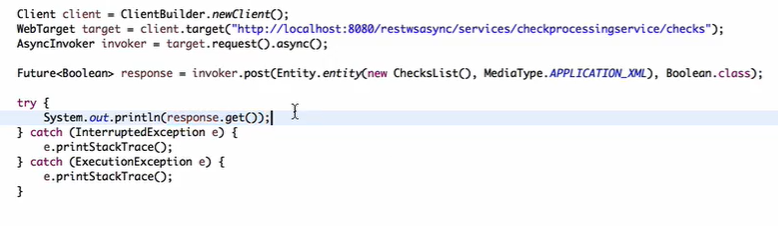 Client client = ClientBuilder.newClient();
WebTarget target = client.target("http://localhost:8080/restwsasync/services/checkprocessingservice/checks");
AsyncInvoker invoker = target.request().async();
Future<Boolean> response = invoker.post(Entity.entity(new ChecksList(), MediaType.APPLICATION_XML), Boolean.class);
try {
System.out.println(response.get());
} catch (InterruptedException e) {
e.printStackTrace();
} catch (ExecutionException e) {
e.printStackTrace();
}